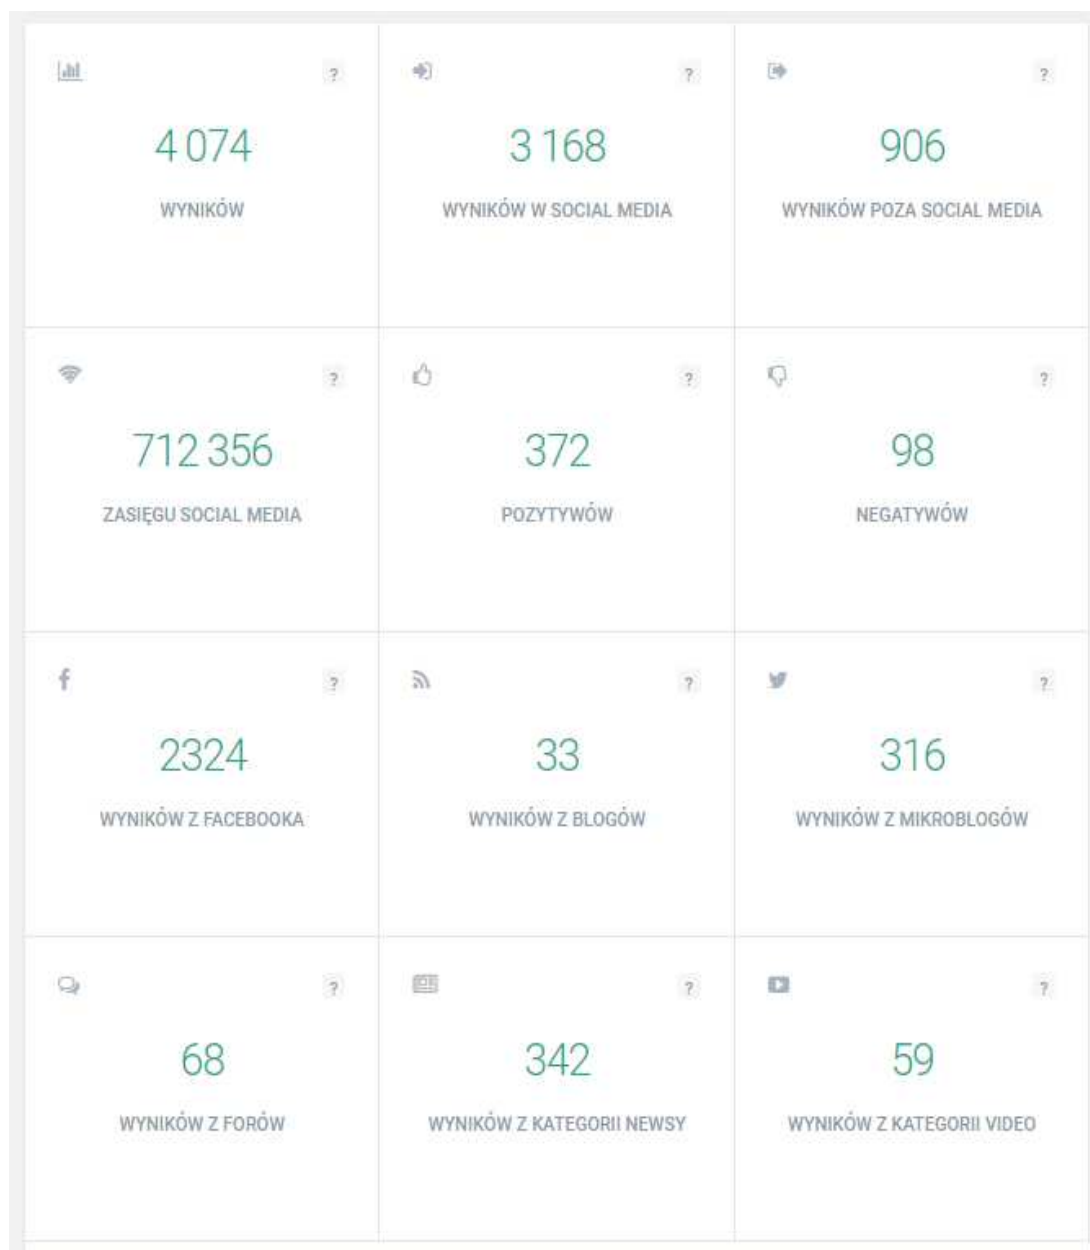 ?
?
?
4 074
3 168
906
WYNIKÓW
WYNIKÓW W SOCIAL MEDIA
WYNIKÓW POZA SOCIAL MEDIA
?
?
?
712 356
372
98
ZASIĘGU SOCIAL MEDIA
POZYTYWÓW
NEGATYWÓW
?
?
?
2324
33
316
WYNIKÓW Z FACEBOOKA
WYNIKÓW Z BLOGÓW
WYNIKÓW Z MIKROBLOGÓW
?
?
?
68
342
59
WYNIKÓW Z FORÓW
WYNIKÓW Z KATEGORII NEWSY
WYNIKÓW Z KATEGORII VIDEO